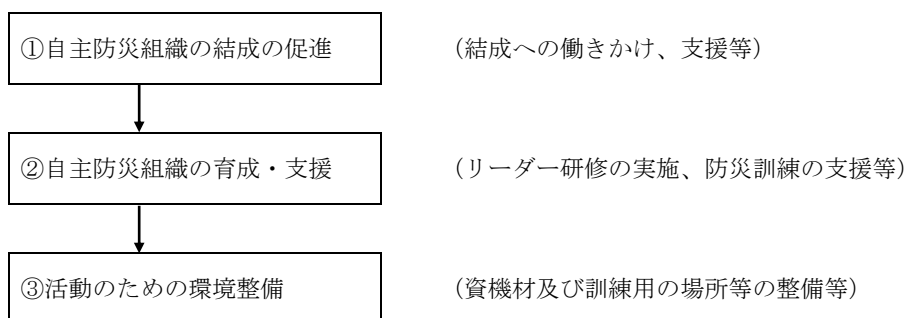 ①自主防災組織の結成の促進 (結成への働きかけ、支援等)
②自主防災組織の育成・支援 (リーダー研修の実施、防災訓練の支援等)
③活動のための環境整備 (資機材及び訓練用の場所等の整備等)